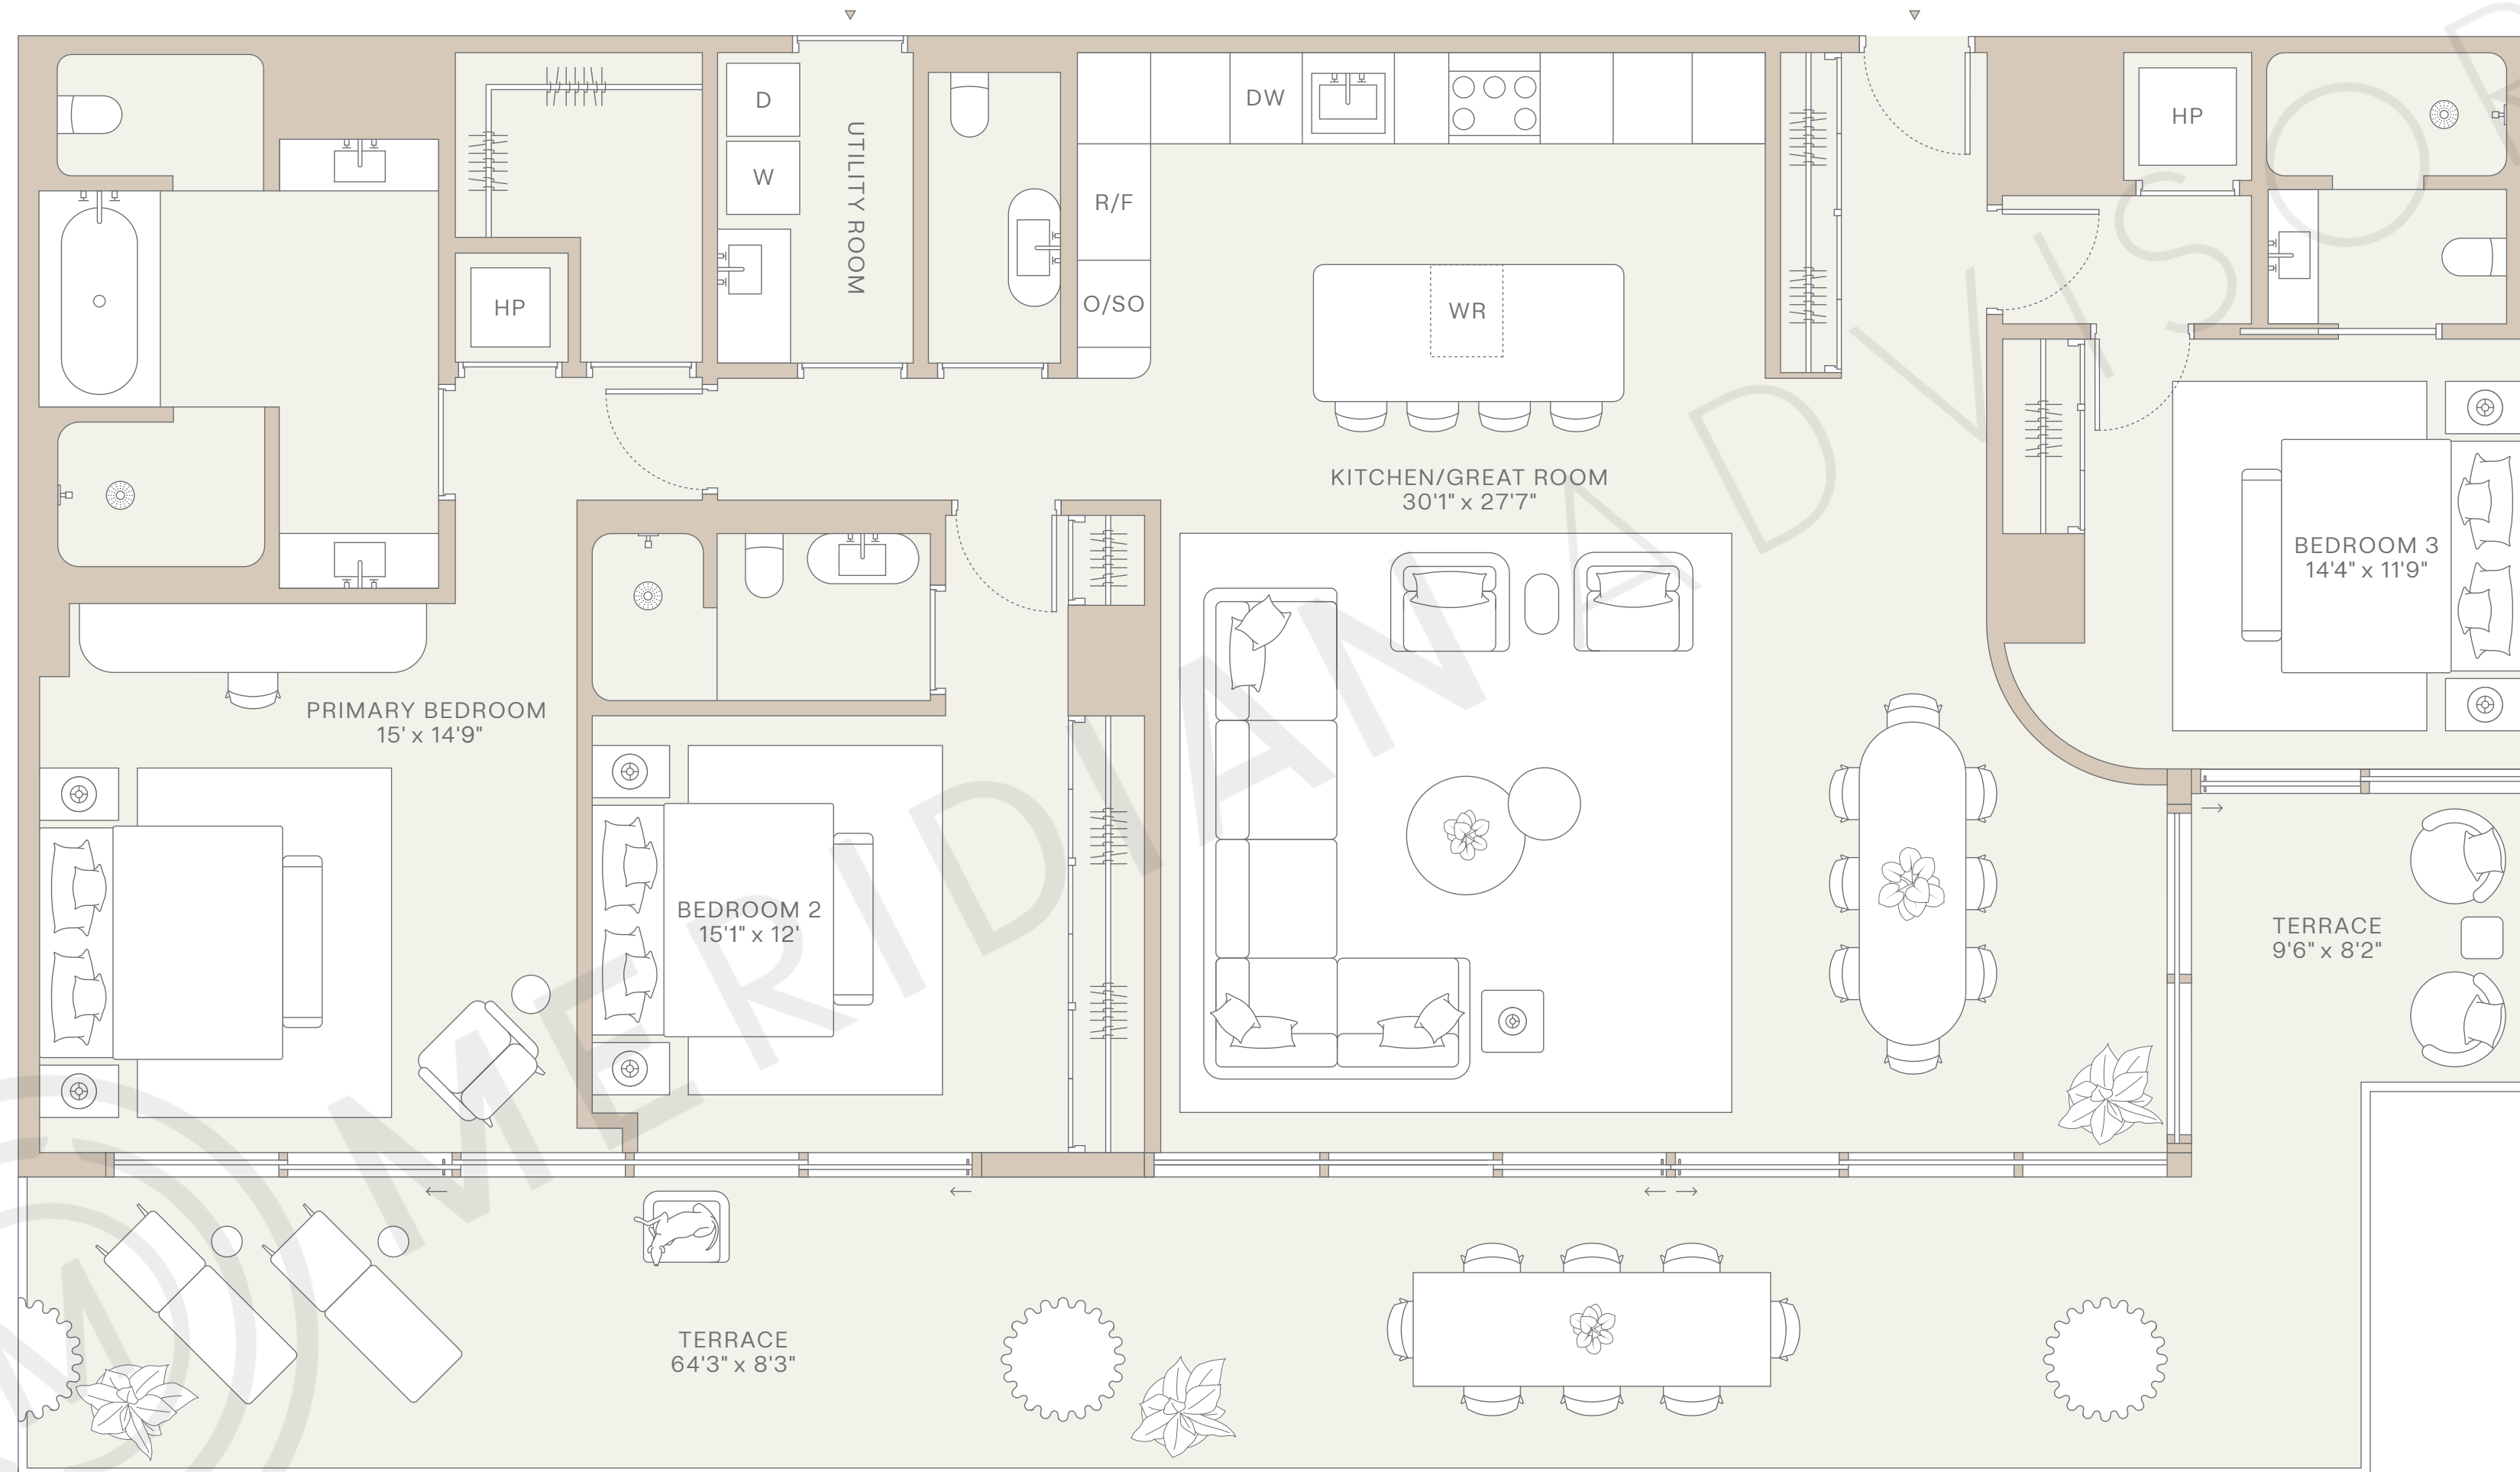 D
W
UTILITY ROOM
HP
DW
R/F
O/SO
WR
HP
KITCHEN/GREAT ROOM
30'1" x 27'7"
BEDROOM 3
14'4" x 11'9"
PRIMARY BEDROOM
15' x 14'9"
BEDROOM 2
15'1" x 12'
TERRACE
9'6" x 8'2"
TERRACE
64'3" x 8'3"
M
MERIDIAN ADVISOR